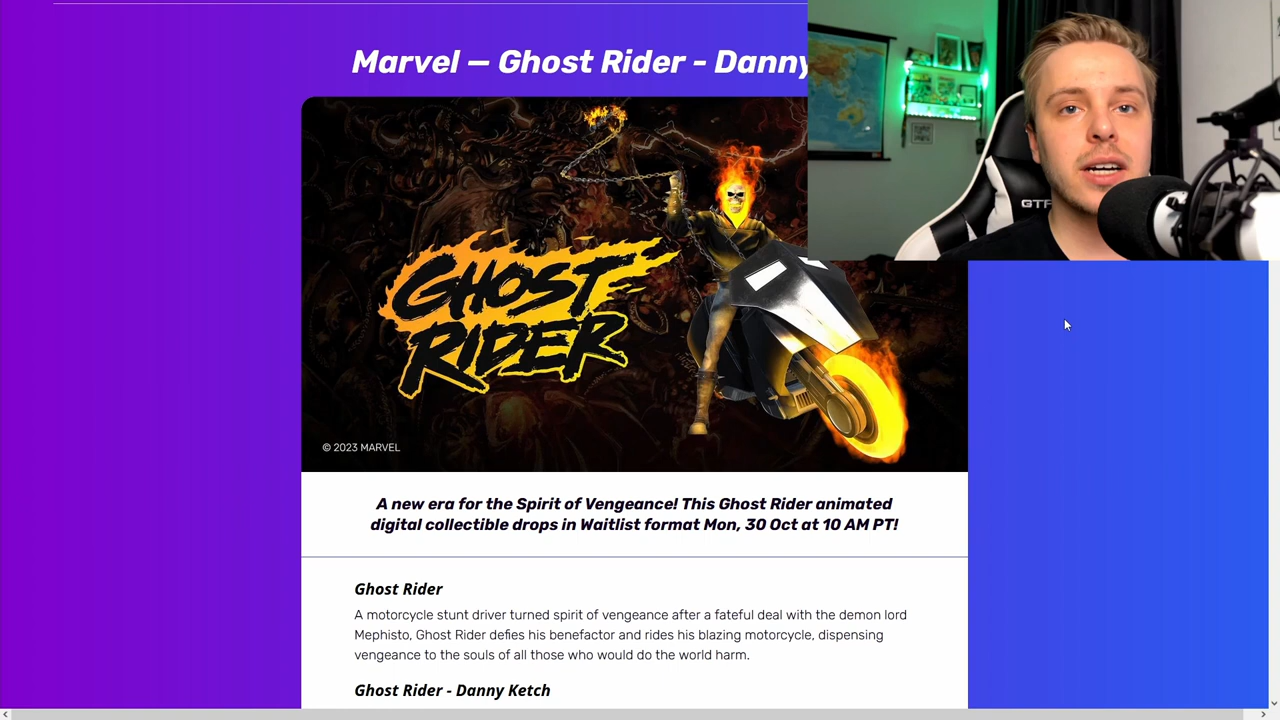 Marvel — Ghost Rider - Danny
GHOST
RIDER
© 2023 MARVEL
A new era for the Spirit of Vengeance! This Ghost Rider animated
digital collectible drops in Waitlist format Mon, 30 Oct at 10 AM PT!
Ghost Rider
A motorcycle stunt driver turned spirit of vengeance after a fateful deal with the demon lord
Mephisto, Ghost Rider defies his benefactor and rides his blazing motorcycle, dispensing
vengeance to the souls of all those who would do the world harm.
Ghost Rider - Danny Ketch